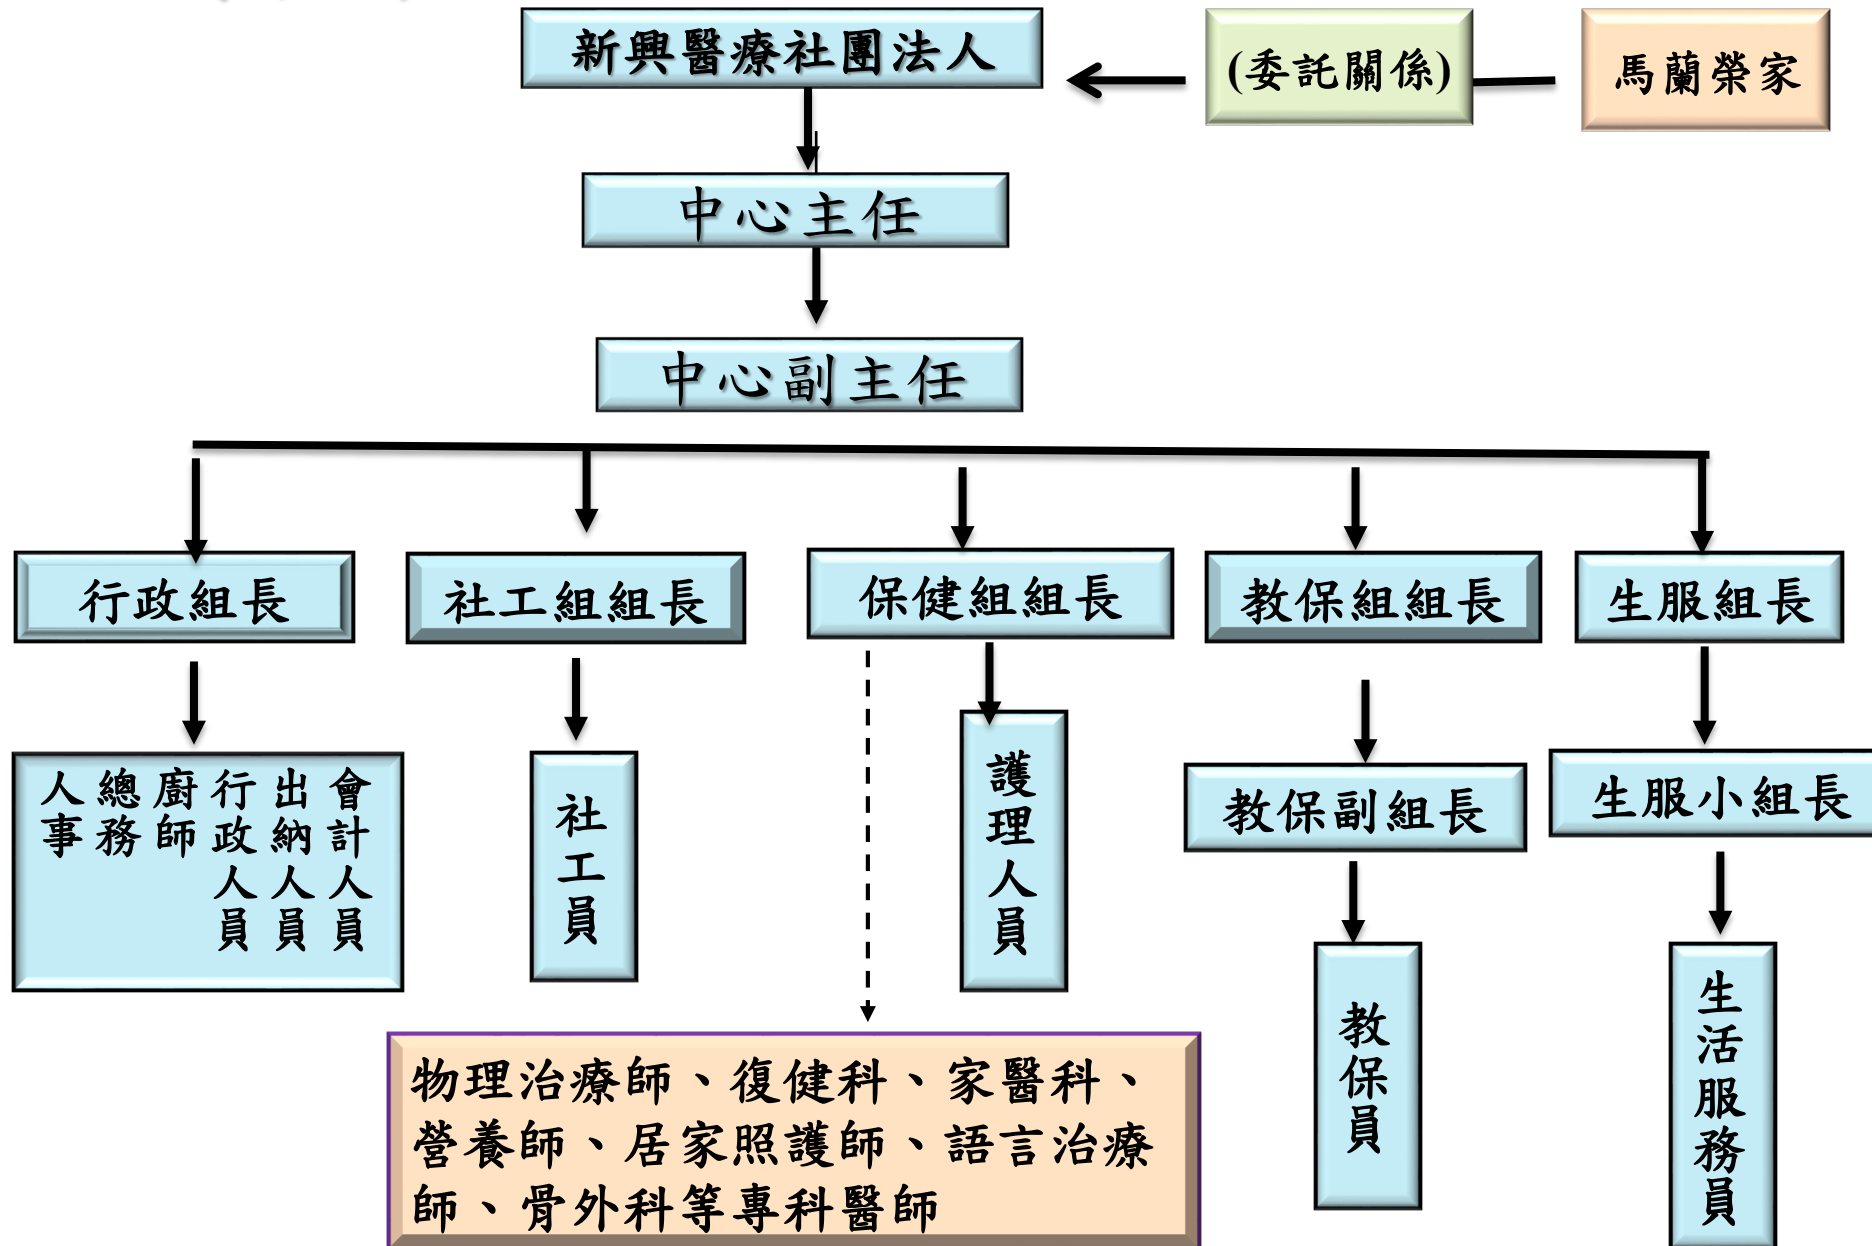 新興醫療社團法人
(委託關係)
馬蘭榮家
中心主任
中心副主任
行政組長
社工組組長
保健組組長
教保組組長
生服組長
人事
總務
廚師
行政人員
出納人員
會計人員
社工員
護理人員
教保副組長
生服小組長
教保員
生活服務員
物理治療師、復健科、家醫科、
營養師、居家照護師、語言治療
師、骨外科等專科醫師